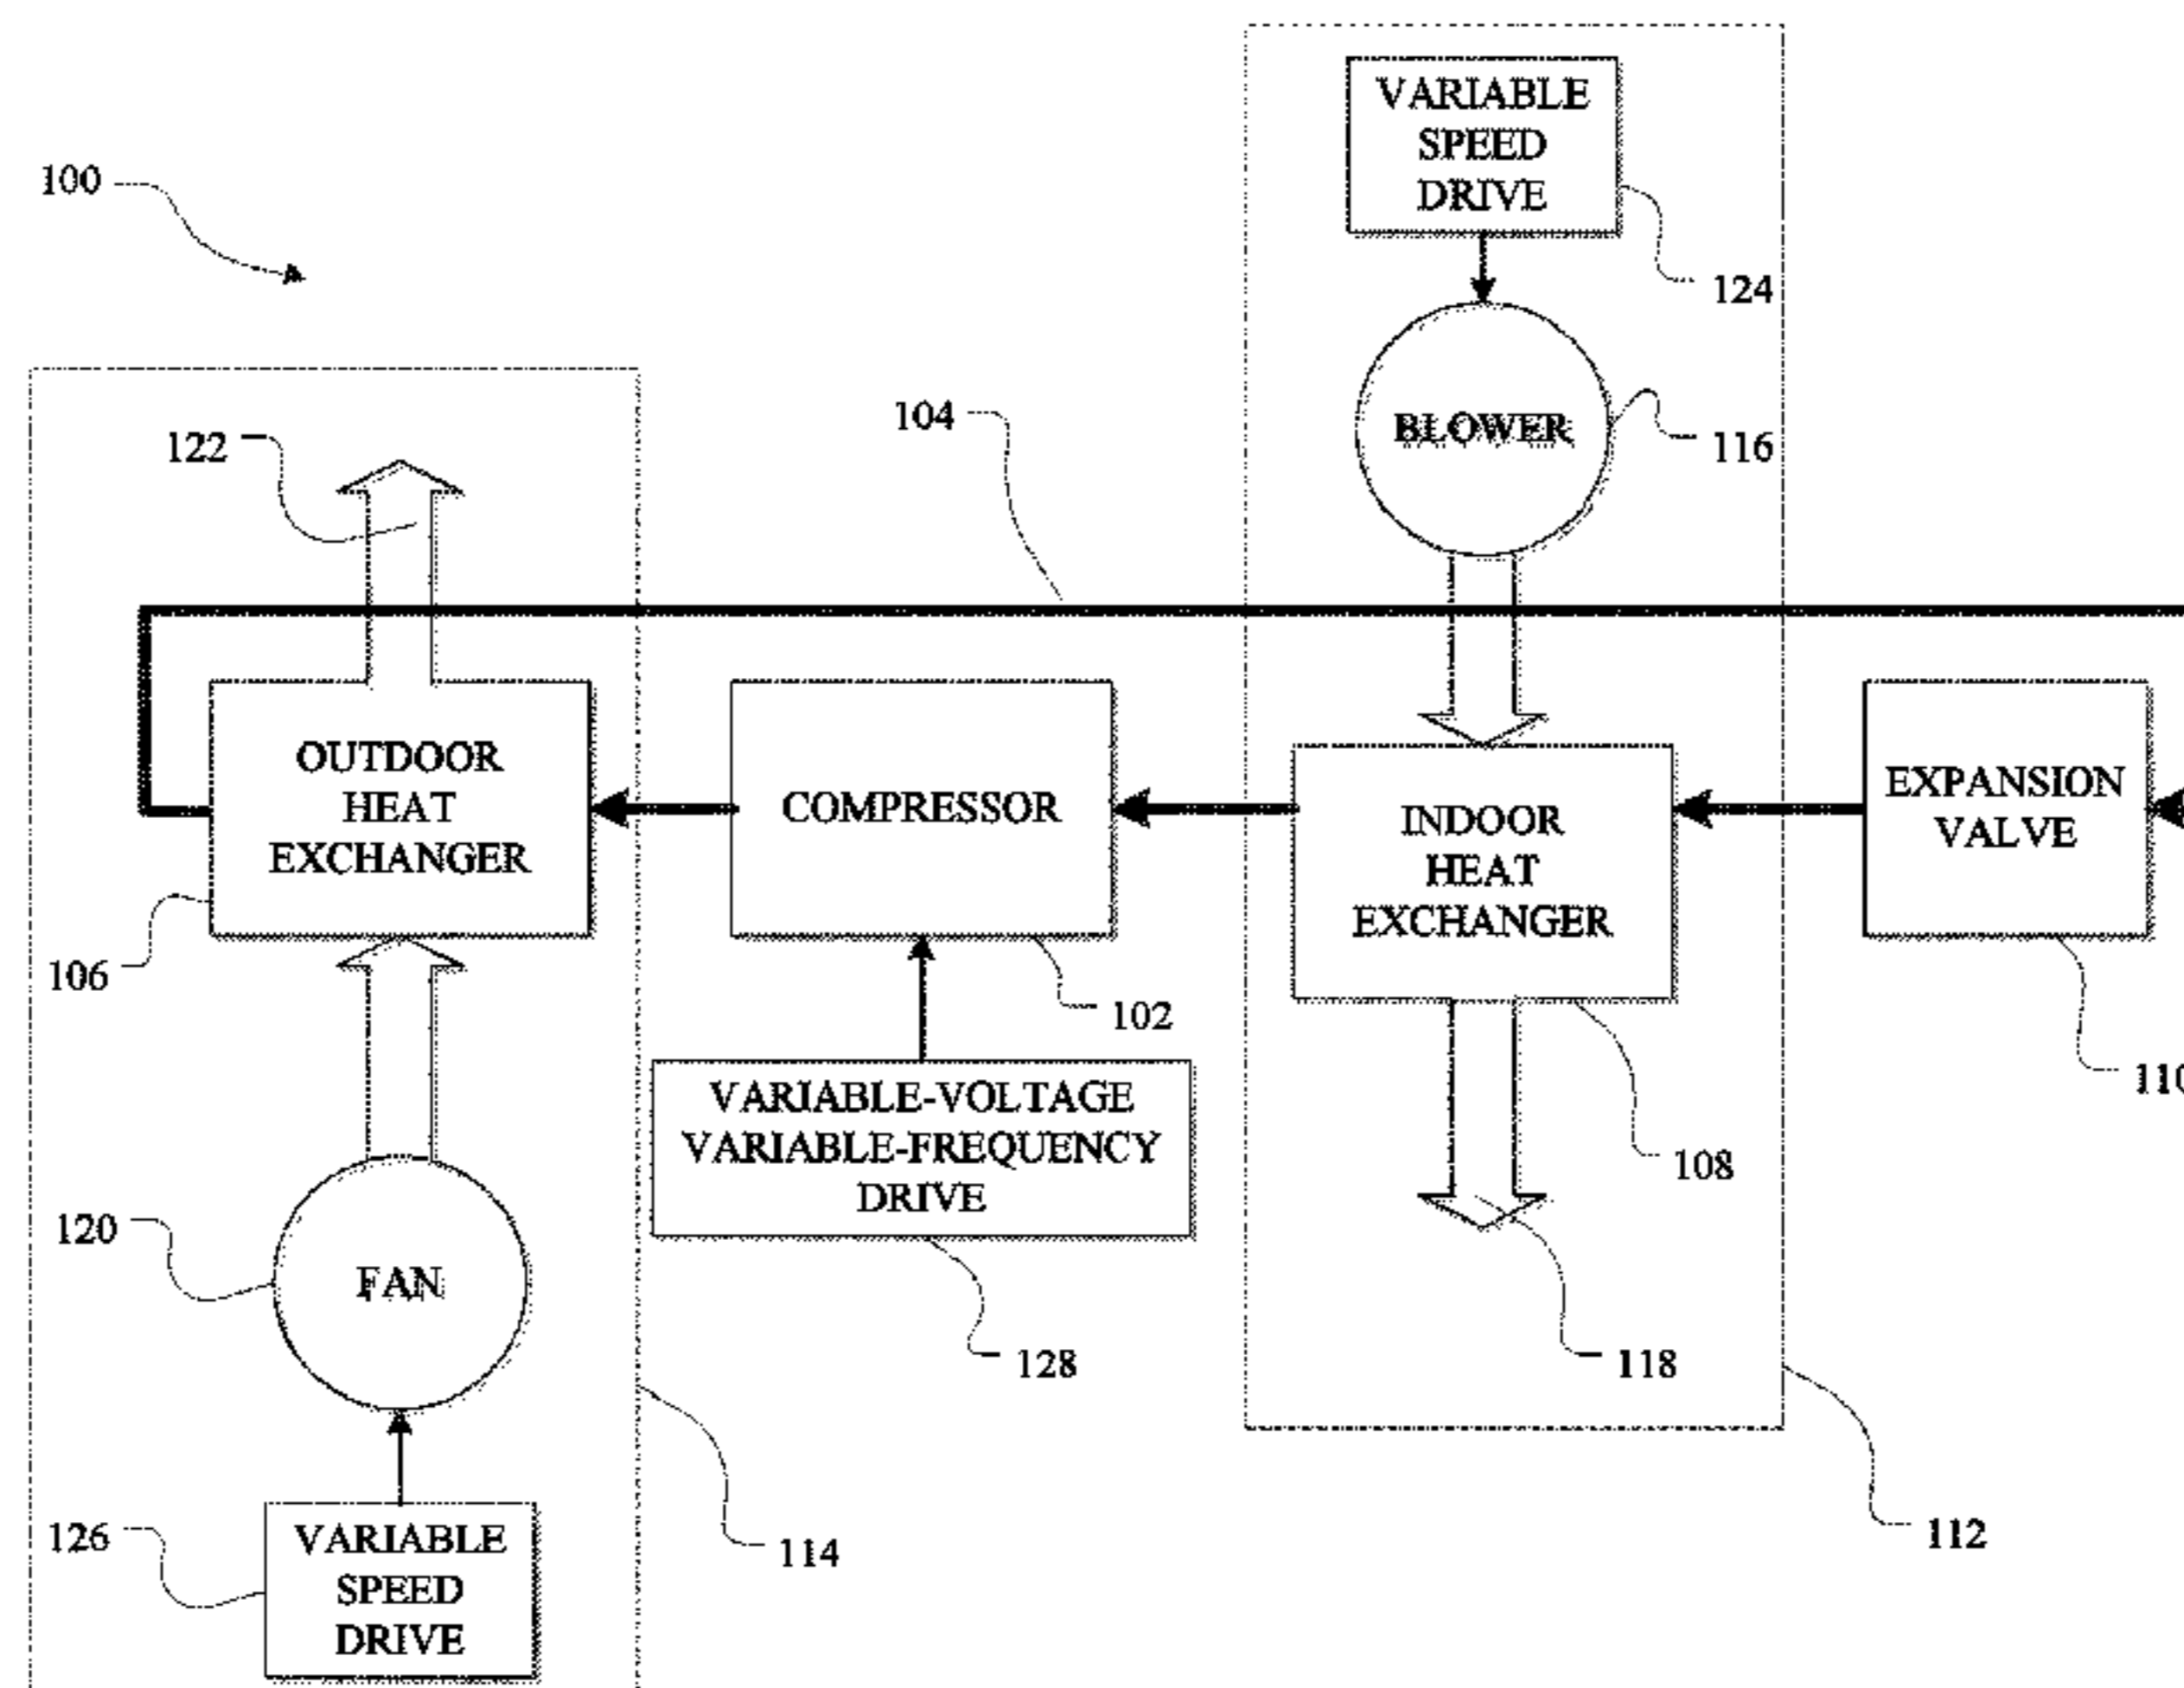 VARIABLE
SPEED
DRIVE
100
124
104
BLOWER
122
116
OUTDOOR
HEAT
EXCHANGER
COMPRESSOR
INDOOR
HEAT
EXCHANGER
EXPANSION
VALVE
106
102
110
VARIABLE-VOLTAGE
VARIABLE-FREQUENCY
DRIVE
108
120
FAN
128
118
126
VARIABLE
SPEED
DRIVE
114
112